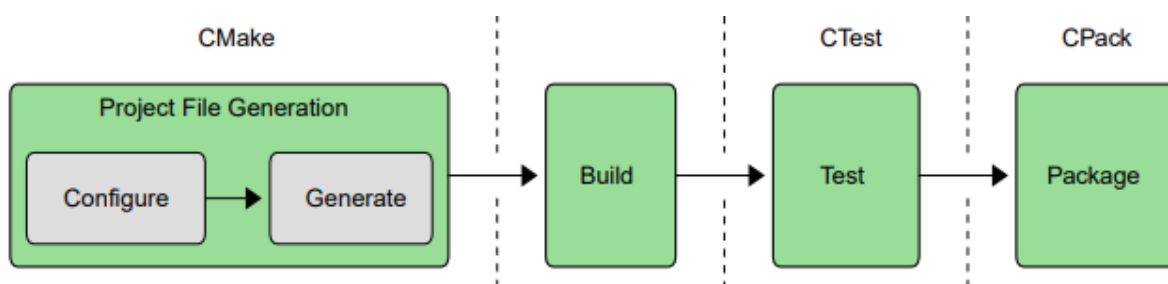 CMake
CTest
CPack
Project File Generation
Configure
Generate
Build
Test
Package